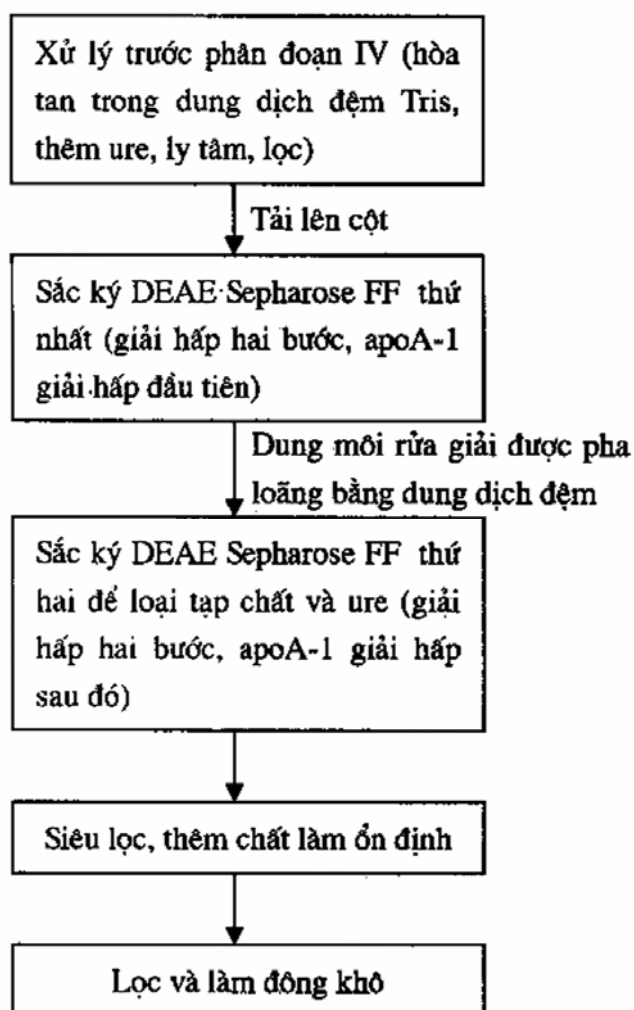 Xử lý trước phân đoạn IV (hòa
tan trong dung dịch đệm Tris,
thêm ure, ly tâm, lọc)
Tải lên cột
Sắc ký DEAE Sepharose FF thứ
nhất (giải hấp hai bước, apoA-1
giải hấp đầu tiên)
Dung môi rửa giải được pha
loãng bằng dung dịch đệm
Sắc ký DEAE Sepharose FF thứ
hai để loại tạp chất và ure (giải
hấp hai bước, apoA-1 giải hấp
sau đó)
Siêu lọc, thêm chất làm ổn định
Lọc và làm đông khô